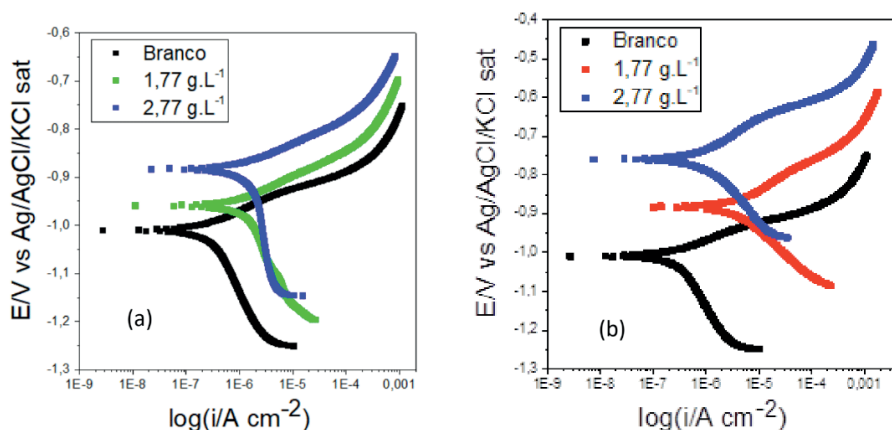 -0,6
-0,7
-0,8
-0,9
-1,0
-1,1
-1,2
-1,3
E/V vs Ag/AgCl/KCl sat
Branco
1,77 g.L⁻¹
2,77 g.L⁻¹
(a)
1E-9 1E-8 1E-7 1E-6 1E-5 1E-4 0,001
log(i/A cm⁻²)
-0,4
-0,5
-0,6
-0,7
-0,8
-0,9
-1,0
-1,1
-1,2
-1,3
E/V vs Ag/AgCl/KCl sat
Branco
1,77 g.L⁻¹
2,77 g.L⁻¹
(b)
1E-9 1E-8 1E-7 1E-6 1E-5 1E-4 0,001
log(i/A cm⁻²)